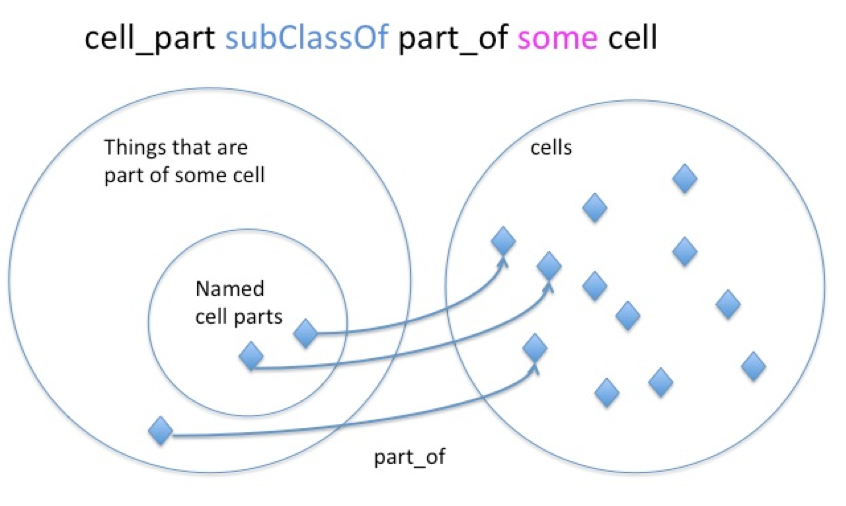 cell_part subClassOf part_of some cell
Things that are
part of some cell
cells
Named
cell parts
part_of